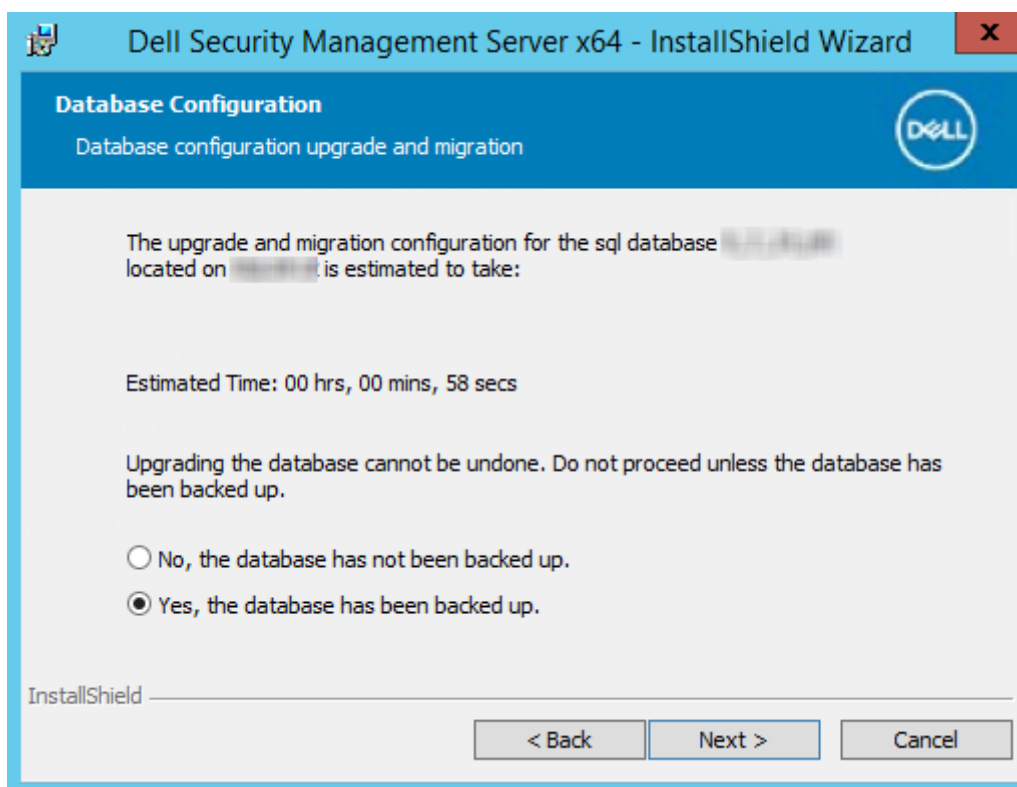 Dell Security Management Server x64 - InstallShield Wizard
x
Database Configuration
DELL
Database configuration upgrade and migration
The upgrade and migration configuration for the sql database
located on is estimated to take:
Estimated Time: 00 hrs, 00 mins, 58 secs
Upgrading the database cannot be undone. Do not proceed unless the database has
been backed up.
No, the database has not been backed up.
Yes, the database has been backed up.
InstallShield
< Back Next > Cancel